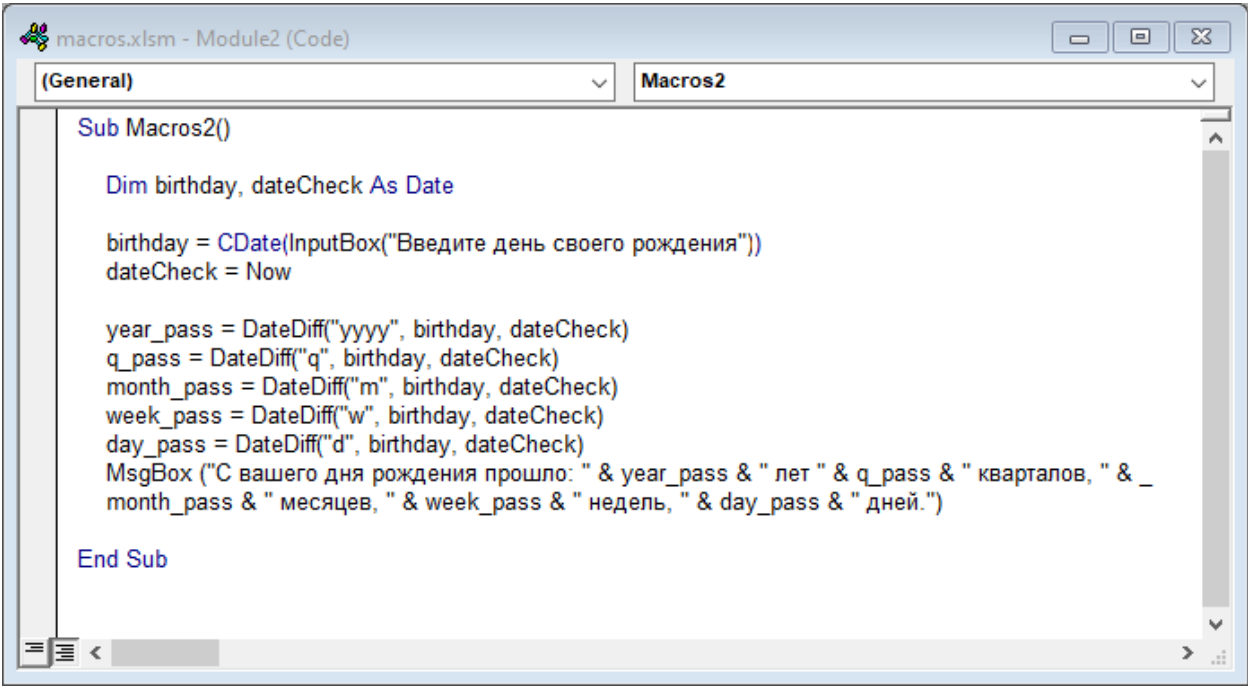 macros.xlsm - Module2 (Code)
(General) Macros2
Sub Macros2()
Dim birthday, dateCheck As Date
birthday = CDate(InputBox("Введите день своего рождения"))
dateCheck = Now
year_pass = DateDiff("yyyy", birthday, dateCheck)
q_pass = DateDiff("q", birthday, dateCheck)
month_pass = DateDiff("m", birthday, dateCheck)
week_pass = DateDiff("w", birthday, dateCheck)
day_pass = DateDiff("d", birthday, dateCheck)
MsgBox ("С вашего дня рождения прошло: " & year_pass & " лет " & q_pass & " кварталов, " & _
month_pass & " месяцев, " & week_pass & " недель, " & day_pass & " дней.")
End Sub